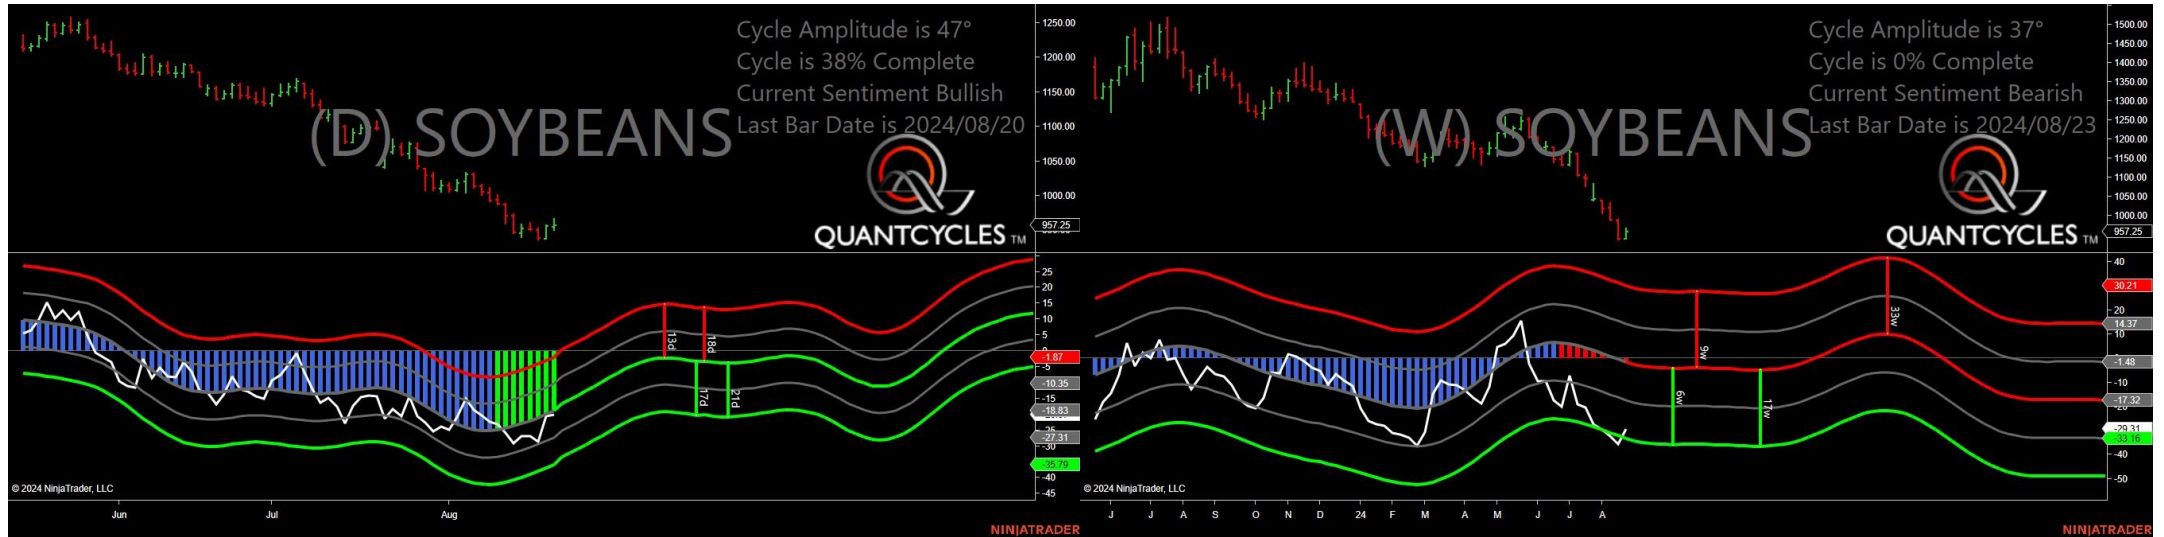 Cycle Amplitude is 47°
Cycle is 38% Complete
Current Sentiment Bullish
Last Bar Date is 2024/08/20
(D) SOYBEANS
QUANTCYCLES TM
1250.00
1200.00
1150.00
1100.00
1050.00
1000.00
957.25
25
20
15
10
5
-1.87
-5
-10.35
-15
-18.83
-27.31
-30
-35.79
-40
-45
13d
18d
17d
21d
© 2024 NinjaTrader, LLC
Jun
Jul
Aug
NINJATRADER
Cycle Amplitude is 37°
Cycle is 0% Complete
Current Sentiment Bearish
Last Bar Date is 2024/08/23
(W) SOYBEANS
QUANTCYCLES TM
1500.00
1450.00
1400.00
1350.00
1300.00
1250.00
1200.00
1150.00
1100.00
1050.00
1000.00
957.25
40
30.21
20
14.37
10
-1.48
-10
-17.32
-29.31
-33.16
-40
-50
9w
6w
17w
33w
© 2024 NinjaTrader, LLC
J J A S O N D 24 F M A M J J A
NINJATRADER